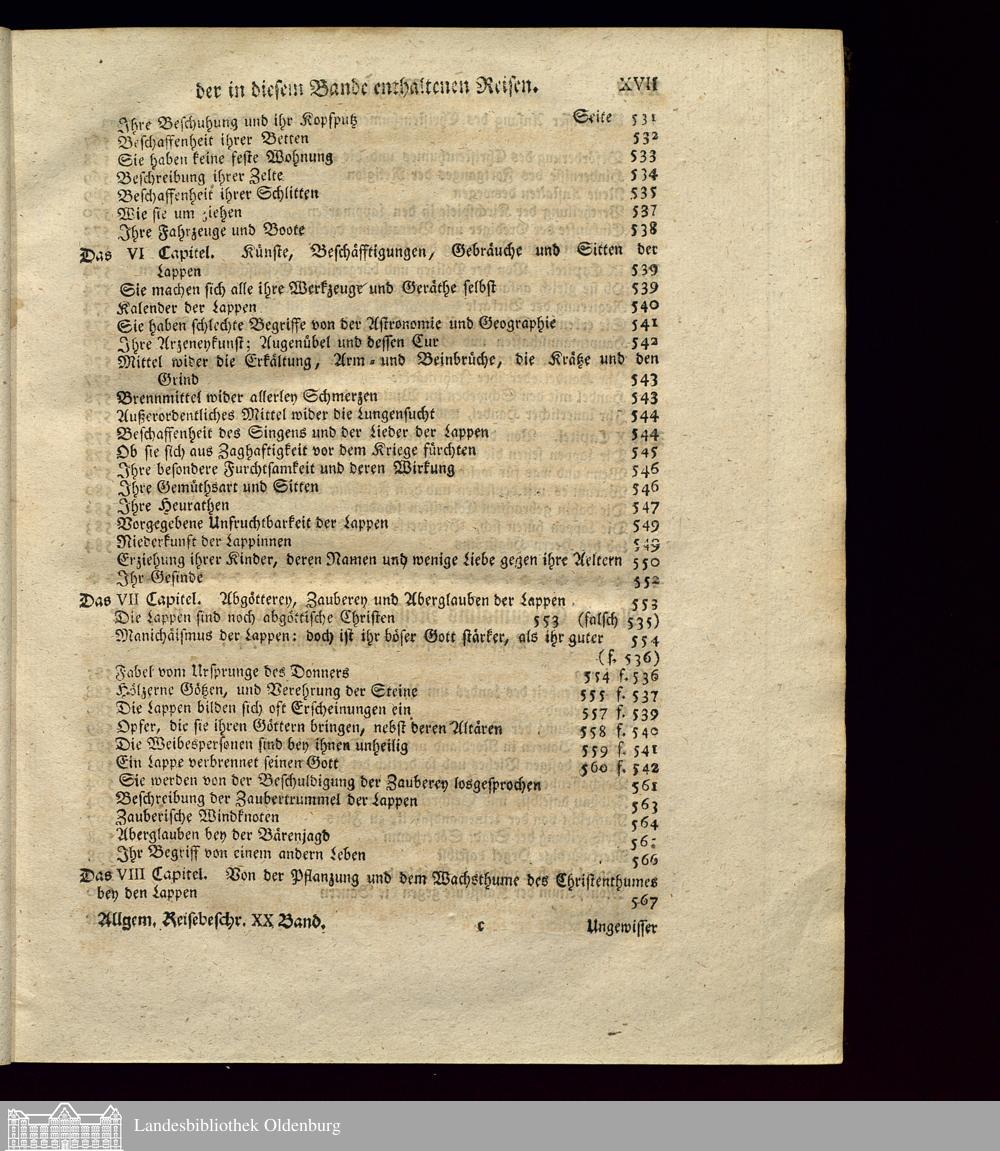 der in diesem Bande enthaltenen Reisen. XVII
Ihre Beschuhung und ihr Kopfputz Seite 531
Beschaffenheit ihrer Betten 532
Sie haben keine feste Wohnung 533
Beschreibung ihrer Zelte 534
Beschaffenheit ihrer Schlitten 535
Wie sie um ziehen 537
Ihre Fahrzeuge und Boote 538
Das VI Capitel. Künste, Beschäfftigungen, Gebräuche und Sitten der
Lappen 539
Sie machen sich alle ihre Werkzeuge und Geräthe selbst 539
Kalender der Lappen 540
Sie haben schlechte Begriffe von der Astronomie und Geographie 541
Ihre Arzeneykunst; Augenübel und dessen Cur 542
Mittel wider die Erkältung, Arm- und Beinbrüche, die Krätze und den
Grind 543
Brennmittel wider allerley Schmerzen 543
Außerordentliches Mittel wider die Lungensucht 544
Beschaffenheit des Singens und der Lieder der Lappen 544
Ob sie sich aus Zaghaftigkeit vor dem Kriege fürchten 545
Ihre besondere Furchtsamkeit und deren Wirkung 546
Ihre Gemüthsart und Sitten 546
Ihre Heurathen 547
Vorgegebene Unfruchtbarkeit der Lappen 549
Niederkunft der Lappinnen 549
Erziehung ihrer Kinder, deren Namen und wenige Liebe gegen ihre Aeltern 550
Ihr Gesinde 552
Das VII Capitel. Abgötterey, Zauberey und Aberglauben der Lappen 553
Die Lappen sind noch abgöttische Christen 553 (falsch 535)
Manichäismus der Lappen: doch ist ihr böser Gott stärker, als ihr guter 554
(f. 536)
Fabel vom Ursprunge des Donners 554 f. 536
Hölzerne Götzen, und Verehrung der Steine 555 f. 537
Die Lappen bilden sich oft Erscheinungen ein 557 f. 539
Opfer, die sie ihren Göttern bringen, nebst deren Altären 558 f. 540
Die Weibespersonen sind bey ihnen unheilig 559 f. 541
Ein Lappe verbrennet seinen Gott 560 f. 542
Sie werden von der Beschuldigung der Zauberey losgesprochen 561
Beschreibung der Zaubertrummel der Lappen 563
Zauberische Windknoten 564
Aberglauben bey der Bärenjagd
Ihr Begriff von einem andern Leben 566
Das VIII Capitel. Von der Pflanzung und dem Wachsthume des Christenthumes
bey den Lappen 567
Allgem. Reisebeschr. XX Band. c Ungewisser
Landesbibliothek Oldenburg